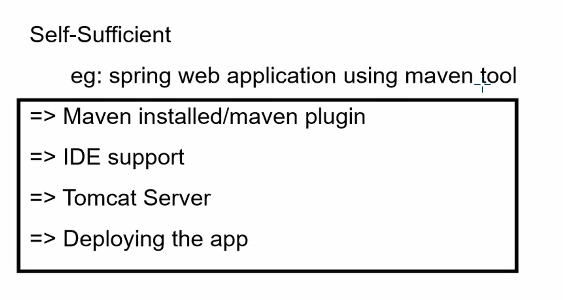 Self-Sufficient
eg: spring web application using maven tool
=> Maven installed/maven plugin
=> IDE support
=> Tomcat Server
=> Deploying the app